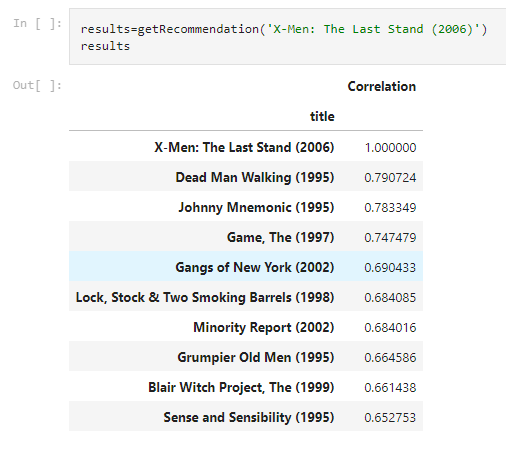 In [ ]: results=getRecommendation('X-Men: The Last Stand (2006)')
results
Out[ ]:
Correlation
title
X-Men: The Last Stand (2006) 1.000000
Dead Man Walking (1995) 0.790724
Johnny Mnemonic (1995) 0.783349
Game, The (1997) 0.747479
Gangs of New York (2002) 0.690433
Lock, Stock & Two Smoking Barrels (1998) 0.684085
Minority Report (2002) 0.684016
Grumpier Old Men (1995) 0.664586
Blair Witch Project, The (1999) 0.661438
Sense and Sensibility (1995) 0.652753